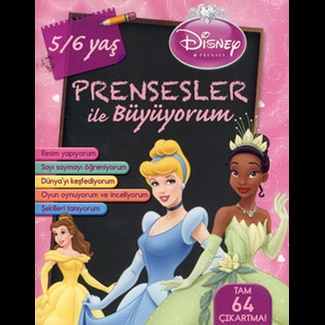 5/6 yaş
Disney
PRENSES
PRENSESLER
ile Büyüyorum
Resim yapıyorum
Sayı saymayı öğreniyorum
Dünya'yı keşfediyorum
Oyun oynuyorum ve inceliyorum
Şekilleri tanıyorum
TAM
64
ÇIKARTMA!